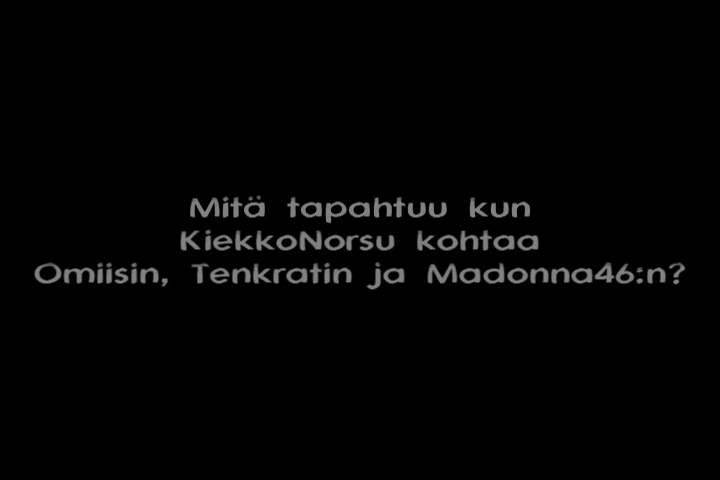 Mitä tapahtuu kun
KiekkoNorsu kohtaa
Omiisin, Tenkratin ja Madonna46:n?